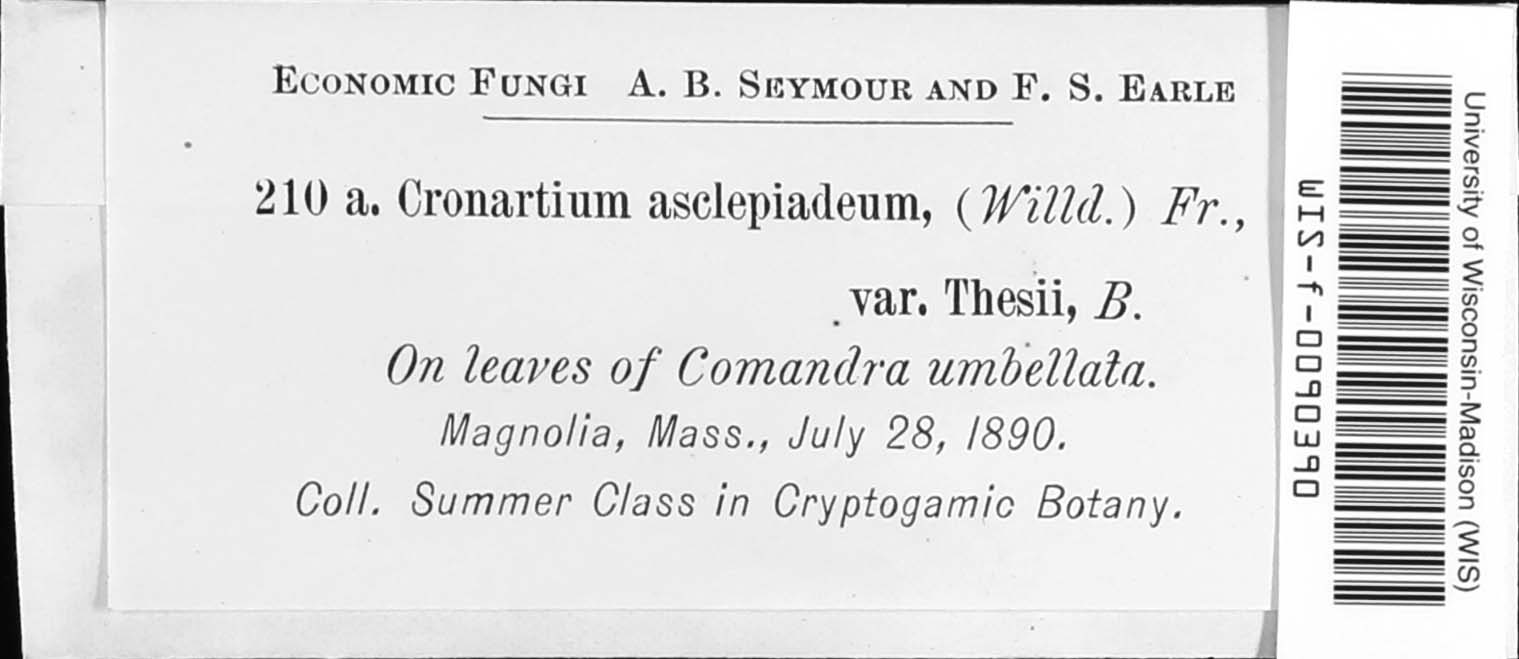 ECONOMIC FUNGI A. B. SEYMOUR AND F. S. EARLE
210 a. Cronartium asclepiadeum, (Willd.) Fr.,
var. Thesii, B.
On leaves of Comandra umbellata.
Magnolia, Mass., July 28, 1890.
Coll. Summer Class in Cryptogamic Botany.
WIS-f-0090390
University of Wisconsin-Madison (WIS)